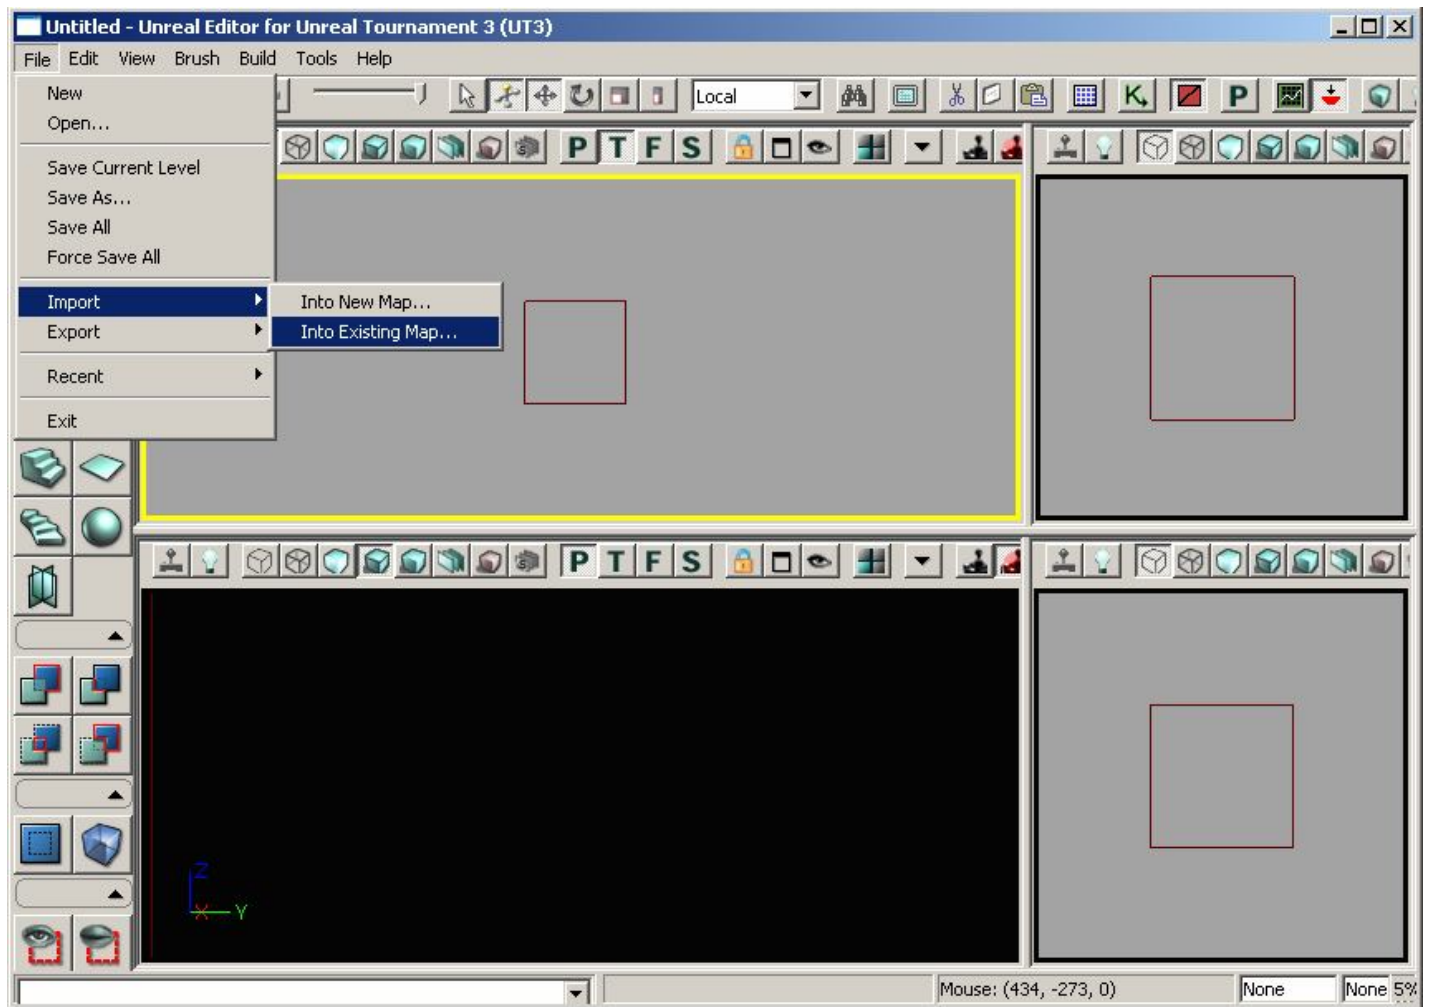 Untitled - Unreal Editor for Unreal Tournament 3 (UT3)
File Edit View Brush Build Tools Help
New
Open...
Local
K
P
P T F S
Save Current Level
Save As...
Save All
Force Save All
Import
Into New Map...
Export
Into Existing Map...
Recent
Exit
P T F S
Z
X Y
Mouse: (434, -273, 0)
None
None
5%